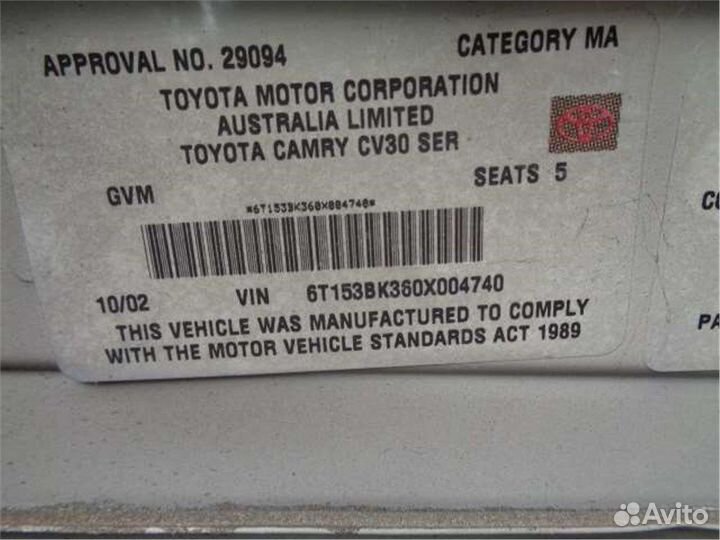 APPROVAL NO. 29094 CATEGORY MA
TOYOTA MOTOR CORPORATION
AUSTRALIA LIMITED
TOYOTA CAMRY CV30 SER
GVM SEATS 5
*6T153BK360X004740*
10/02 VIN 6T153BK360X004740
THIS VEHICLE WAS MANUFACTURED TO COMPLY
WITH THE MOTOR VEHICLE STANDARDS ACT 1989
Avito